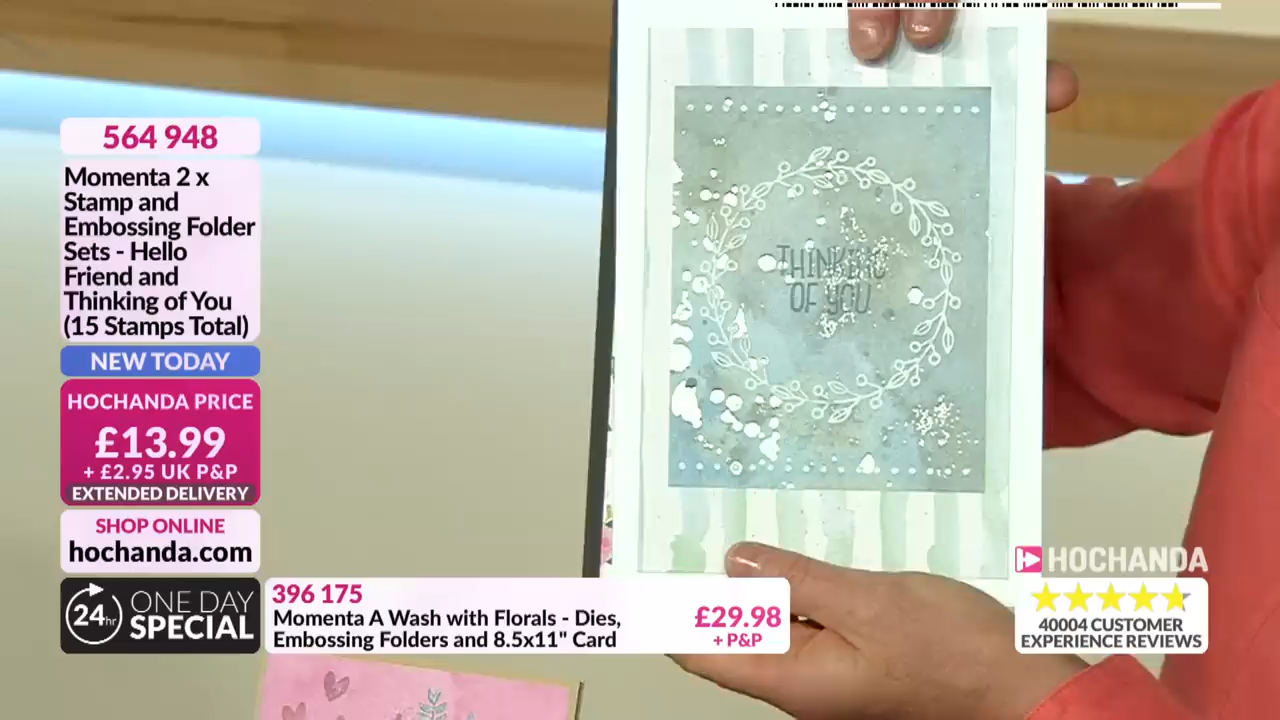 564 948
Momenta 2 x
Stamp and
Embossing Folder
Sets - Hello
Friend and
Thinking of You
(15 Stamps Total)
NEW TODAY
HOCHANDA PRICE
£13.99
+ £2.95 UK P&P
EXTENDED DELIVERY
SHOP ONLINE
hochanda.com
24hr
ONE DAY
SPECIAL
396 175
Momenta A Wash with Florals - Dies,
Embossing Folders and 8.5x11" Card
£29.98
+ P&P
THINKING
OF YOU
HOCHANDA
40004 CUSTOMER
EXPERIENCE REVIEWS